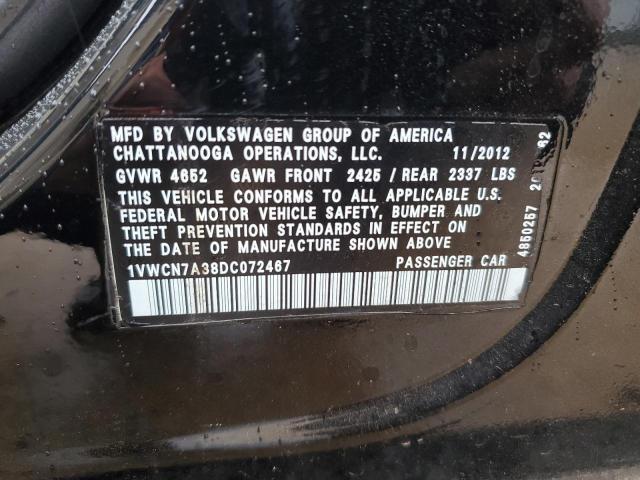 MFD BY VOLKSWAGEN GROUP OF AMERICA
CHATTANOOGA OPERATIONS, LLC. 11/2012
GVWR 4652 GAWR FRONT 2425 / REAR 2337 LBS
THIS VEHICLE CONFORMS TO ALL APPLICABLE U.S.
FEDERAL MOTOR VEHICLE SAFETY, BUMPER AND
THEFT PREVENTION STANDARDS IN EFFECT ON
THE DATE OF MANUFACTURE SHOWN ABOVE
1VWCN7A38DC072467 PASSENGER CAR
4850257